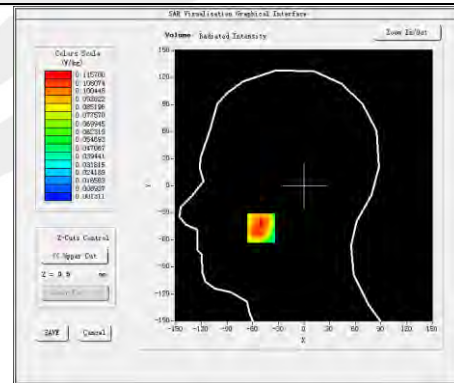 SAR Visualisation Graphical Interface
Volume Radiated Intensity
Zoom In/Out
Colors Scale
(W/kg)
0.115700
0.108074
0.100448
0.092822
0.085196
0.077570
0.069945
0.062319
0.054693
0.047067
0.039441
0.031815
0.024189
0.016563
0.008937
0.001311
Z-Cuts Control
Upper Cut
SAVE
Cancel
150
120
90
60
30
0
-30
-60
-90
-120
-150
Y
-150 -120 -90 -60 -30 0 30 60 90 120 150
X